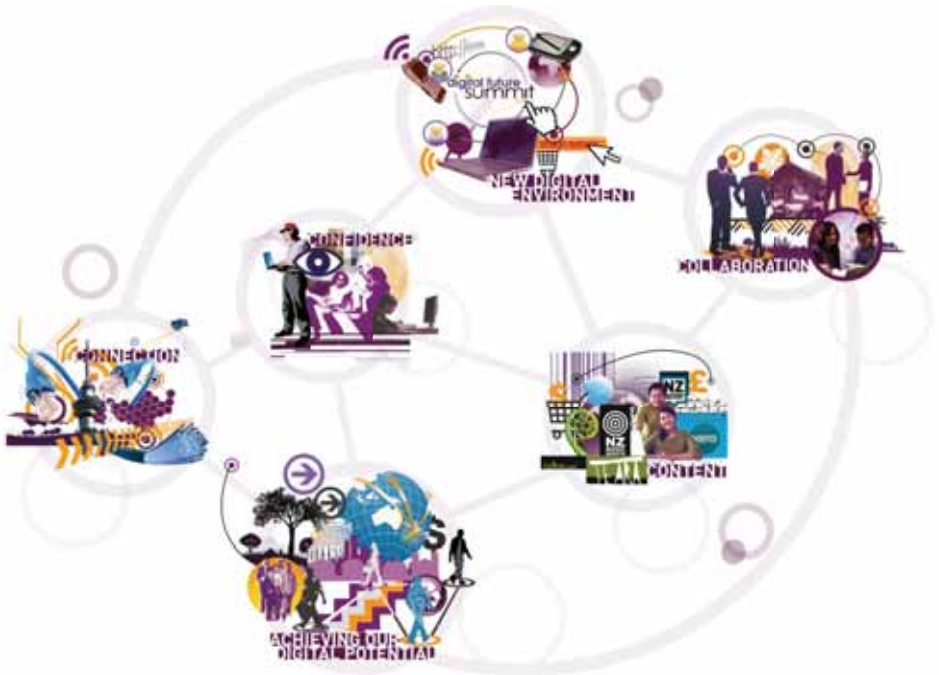 digital future
summit
NEW DIGITAL
ENVIRONMENT
COLLABORATION
CONFIDENCE
CONNECTION
NZ
NZ
CONTENT
ACHIEVING OUR
DIGITAL POTENTIAL